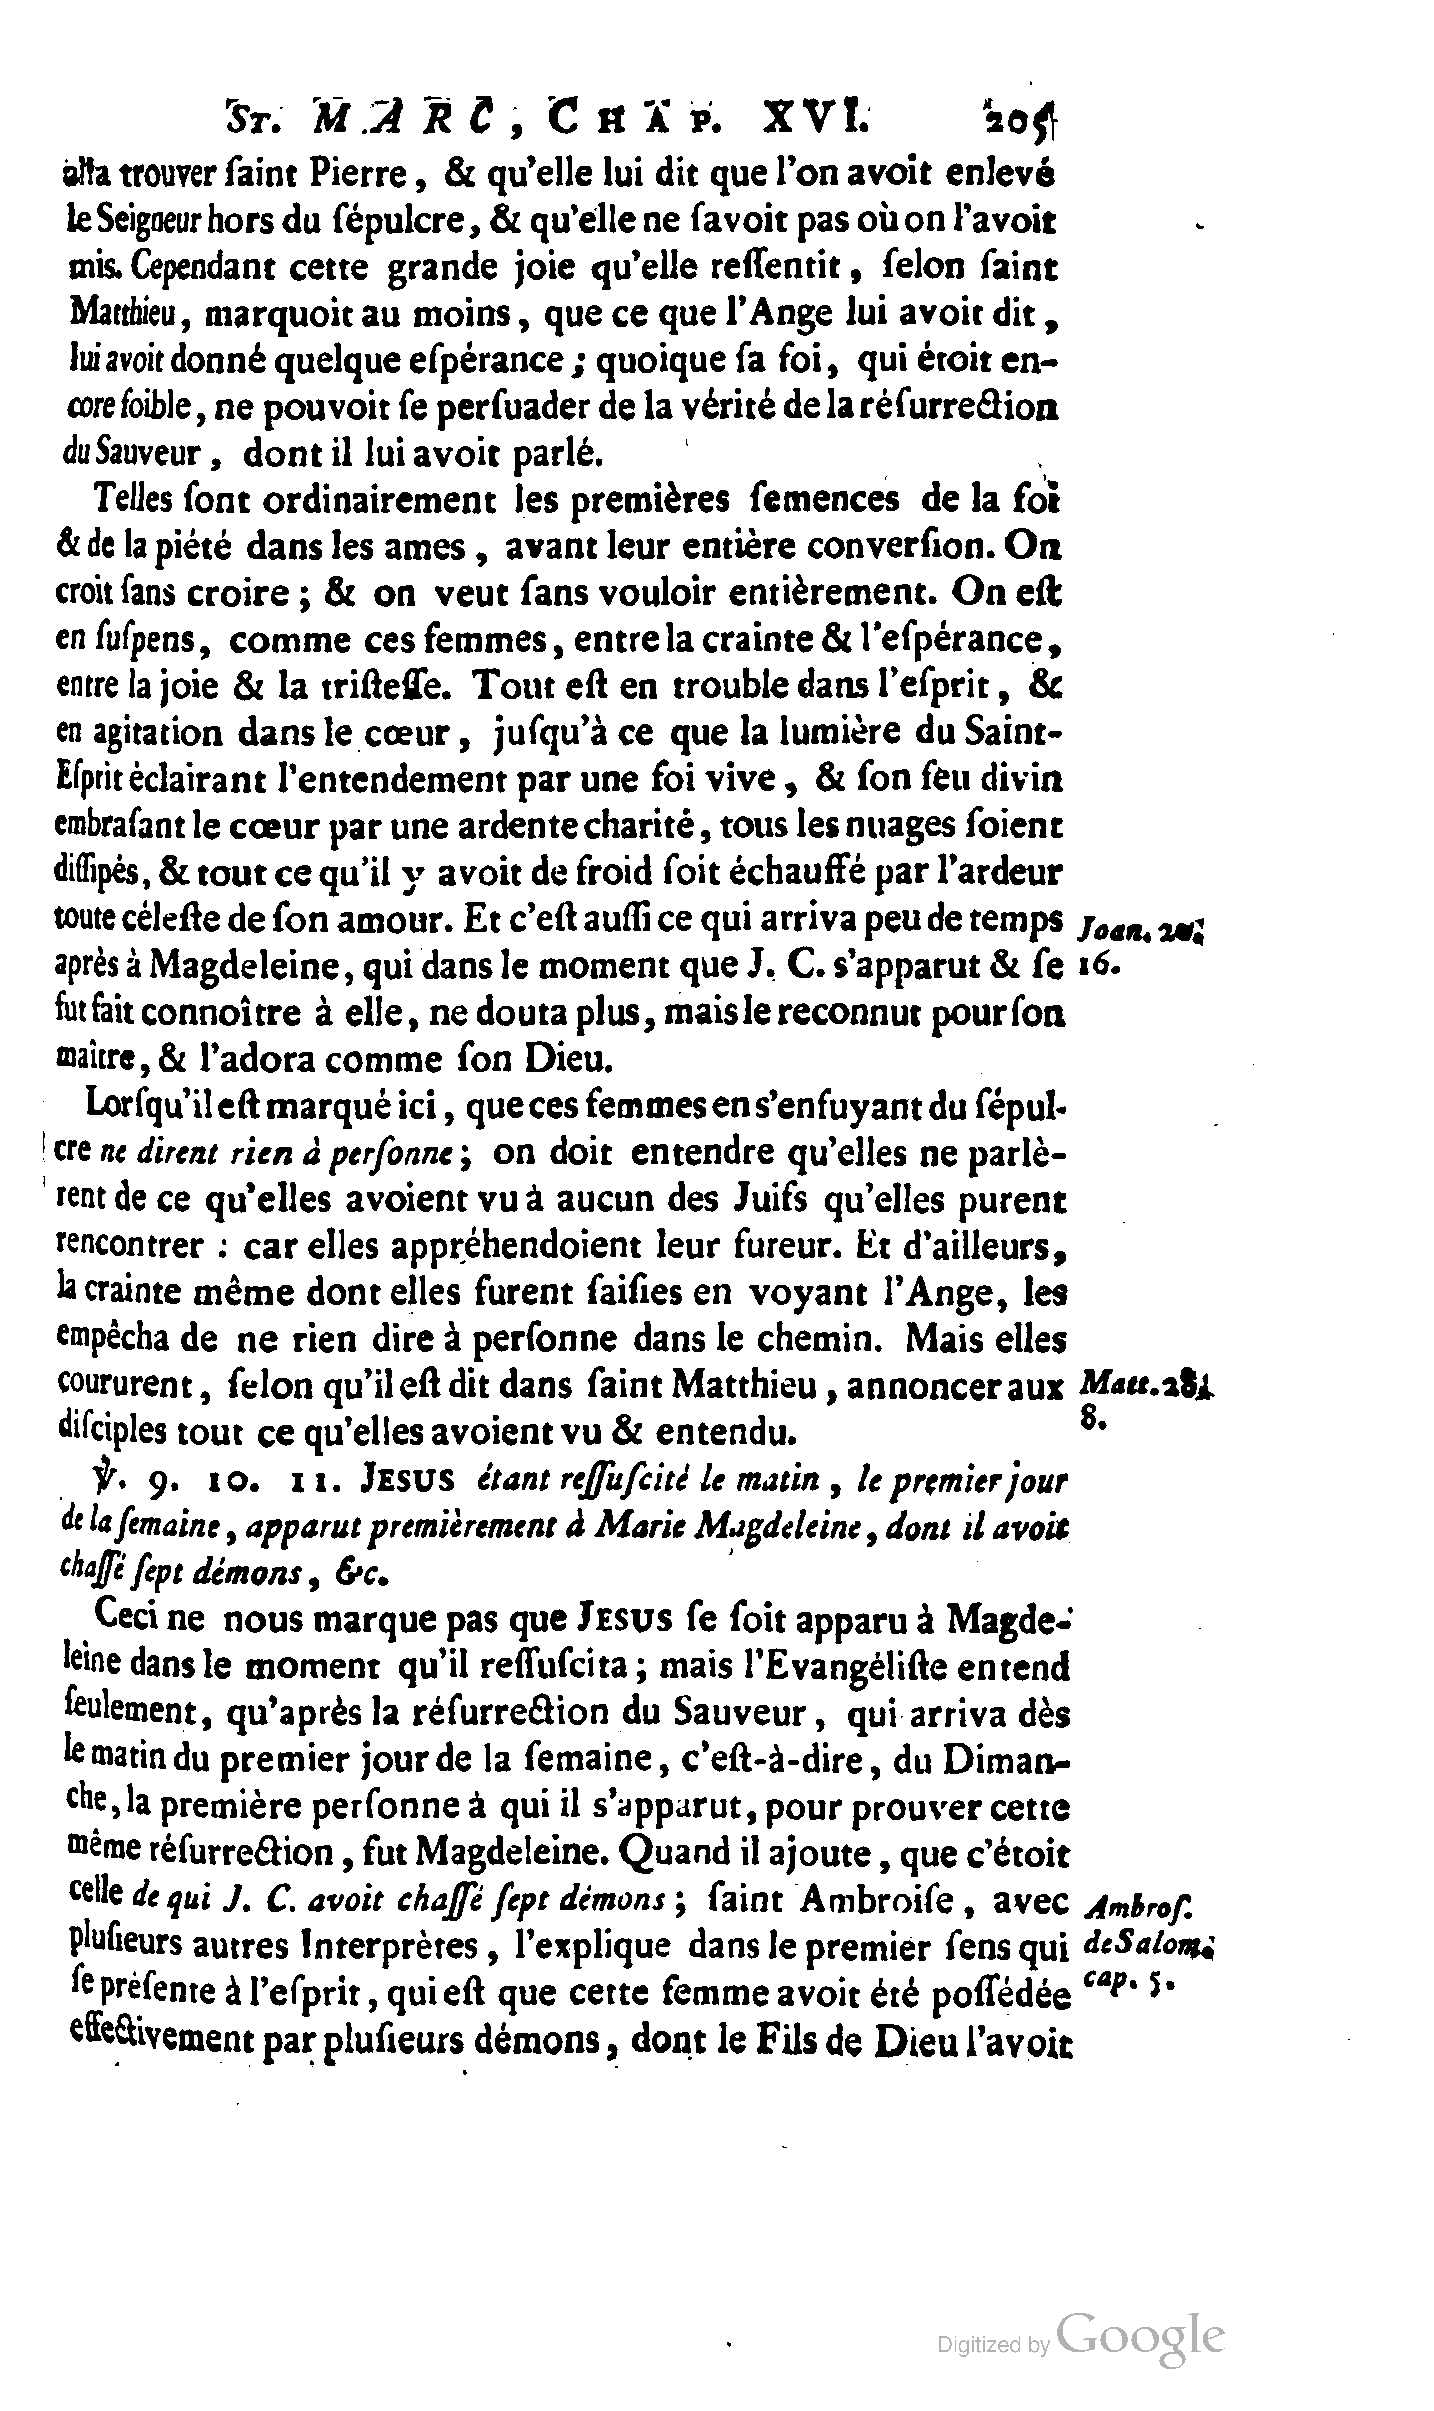 ST. MARC, CHAP. XVI. 205
alla trouver ſaint Pierre, & qu'elle lui dit que l'on avoit enlevé
le Seigneur hors du ſépulcre, & qu'elle ne ſavoit pas où on l'avoit
mis. Cependant cette grande joie qu'elle reſſentit, ſelon ſaint
Matthieu, marquoit au moins, que ce que l'Ange lui avoit dit,
lui avoit donné quelque eſpérance; quoique ſa foi, qui étoit en-
core foible, ne pouvoit ſe perſuader de la vérité de la réſurrection
du Sauveur, dont il lui avoit parlé.
Telles ſont ordinairement les premières ſemences de la foi
& de la piété dans les ames, avant leur entière converſion. On
croit ſans croire; & on veut ſans vouloir entièrement. On eſt
en ſuſpens, comme ces femmes, entre la crainte & l'eſpérance,
entre la joie & la triſteſſe. Tout eſt en trouble dans l'eſprit, &
en agitation dans le cœur, juſqu'à ce que la lumière du Saint-
Eſprit éclairant l'entendement par une foi vive, & ſon feu divin
embraſant le cœur par une ardente charité, tous les nuages ſoient
diſſipés, & tout ce qu'il y avoit de froid ſoit échauffé par l'ardeur
toute céleſte de ſon amour. Et c'eſt auſſi ce qui arriva peu de temps
Joan. 20.
après à Magdeleine, qui dans le moment que J. C. s'apparut & ſe
16.
fut fait connoître à elle, ne douta plus, mais le reconnut pour ſon
maître, & l'adora comme ſon Dieu.
Lorſqu'il eſt marqué ici, que ces femmes en s'enfuyant du ſépul-
cre ne dirent rien à perſonne; on doit entendre qu'elles ne parlè-
rent de ce qu'elles avoient vu à aucun des Juifs qu'elles purent
rencontrer : car elles appréhendoient leur fureur. Et d'ailleurs,
la crainte même dont elles furent ſaiſies en voyant l'Ange, les
empêcha de ne rien dire à perſonne dans le chemin. Mais elles
coururent, ſelon qu'il eſt dit dans ſaint Matthieu, annoncer aux
Matt. 28.
diſciples tout ce qu'elles avoient vu & entendu.
8.
℣. 9. 10. 11. JESUS étant reſſuſcité le matin, le premier jour
de la ſemaine, apparut premièrement à Marie Magdeleine, dont il avoit
chaſſé ſept démons, &c.
Ceci ne nous marque pas que JESUS ſe ſoit apparu à Magde-
leine dans le moment qu'il reſſuſcita; mais l'Evangéliſte entend
ſeulement, qu'après la réſurrection du Sauveur, qui arriva dès
le matin du premier jour de la ſemaine, c'eſt-à-dire, du Diman-
che, la première perſonne à qui il s'apparut, pour prouver cette
même réſurrection, fut Magdeleine. Quand il ajoute, que c'étoit
celle de qui J. C. avoit chaſſé ſept démons; ſaint Ambroiſe, avec
Ambroſ.
pluſieurs autres Interprètes, l'explique dans le premier ſens qui
de Salom.
ſe préſente à l'eſprit, qui eſt que cette femme avoit été poſſédée
cap. 5.
effectivement par pluſieurs démons, dont le Fils de Dieu l'avoit
Digitized by Google